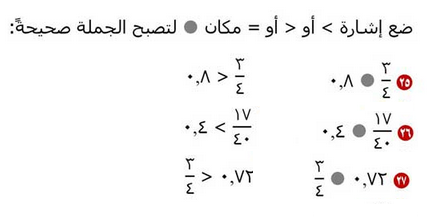 ضع إشارة > أو < أو = مكان ● لتصبح الجملة صحيحةً:
٢٥ ٣/٤ ● ٠,٨ ٣/٤ < ٠,٨
٢٦ ١٧/٤٠ ● ٠,٤ ١٧/٤٠ > ٠,٤
٢٧ ٠,٧٢ ● ٣/٤ ٠,٧٢ < ٣/٤